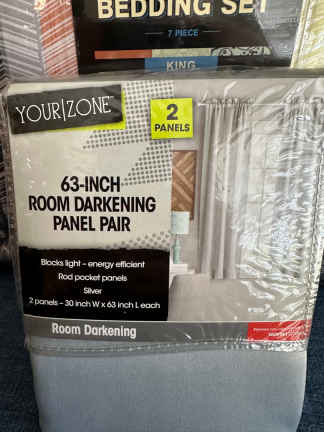 BEDDING SET
7 PIECE
KING
YOUR ZONE
2
PANELS
63-INCH
ROOM DARKENING
PANEL PAIR
Blocks light – energy efficient
Rod pocket panels
Silver
2 panels – 30 inch W x 63 inch L each
Room Darkening